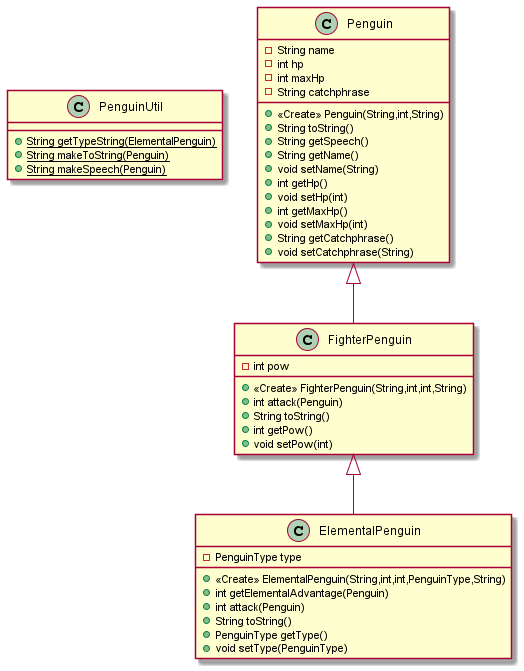 C Penguin
String name
int hp
int maxHp
String catchphrase
«Create» Penguin(String,int,String)
String toString()
String getSpeech()
String getName()
void setName(String)
int getHp()
void setHp(int)
int getMaxHp()
void setMaxHp(int)
String getCatchphrase()
void setCatchphrase(String)
C PenguinUtil
String getTypeString(ElementalPenguin)
String makeToString(Penguin)
String makeSpeech(Penguin)
C FighterPenguin
int pow
«Create» FighterPenguin(String,int,int,String)
int attack(Penguin)
String toString()
int getPow()
void setPow(int)
C ElementalPenguin
PenguinType type
«Create» ElementalPenguin(String,int,int,PenguinType,String)
int getElementalAdvantage(Penguin)
int attack(Penguin)
String toString()
PenguinType getType()
void setType(PenguinType)